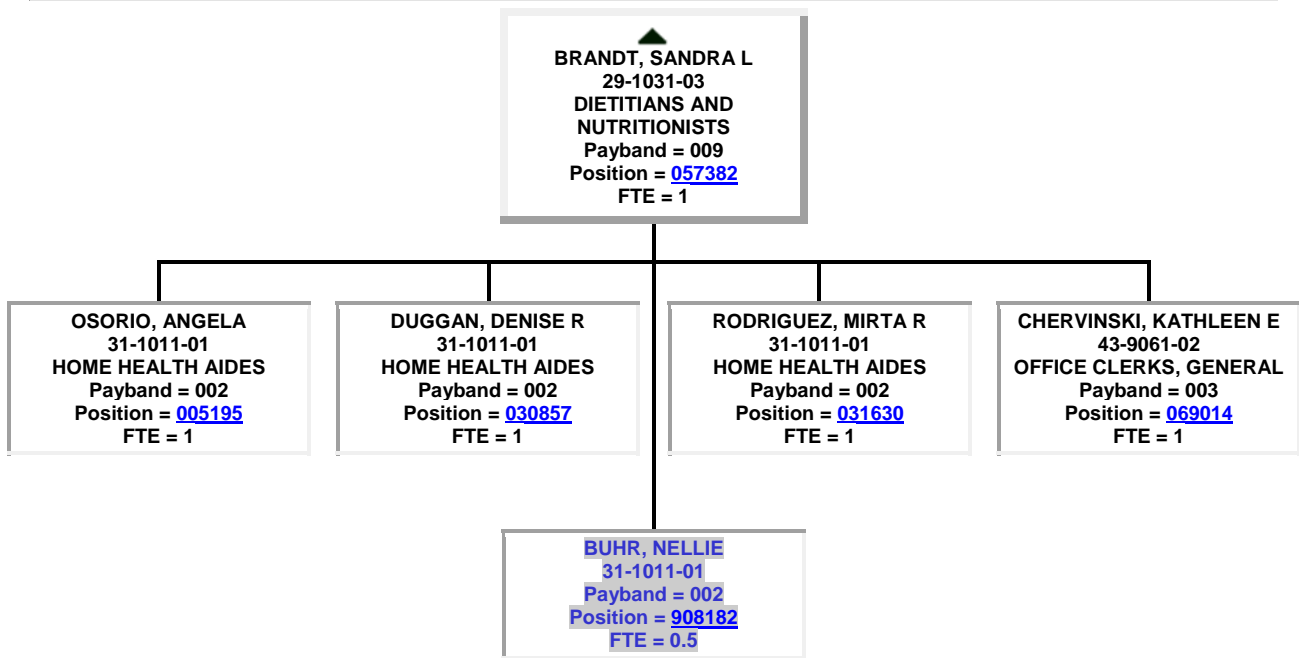 BRANDT, SANDRA L
29-1031-03
DIETITIANS AND
NUTRITIONISTS
Payband = 009
Position = 057382
FTE = 1
OSORIO, ANGELA
31-1011-01
HOME HEALTH AIDES
Payband = 002
Position = 005195
FTE = 1
DUGGAN, DENISE R
31-1011-01
HOME HEALTH AIDES
Payband = 002
Position = 030857
FTE = 1
RODRIGUEZ, MIRTA R
31-1011-01
HOME HEALTH AIDES
Payband = 002
Position = 031630
FTE = 1
CHERVINSKI, KATHLEEN E
43-9061-02
OFFICE CLERKS, GENERAL
Payband = 003
Position = 069014
FTE = 1
BUHR, NELLIE
31-1011-01
Payband = 002
Position = 908182
FTE = 0.5